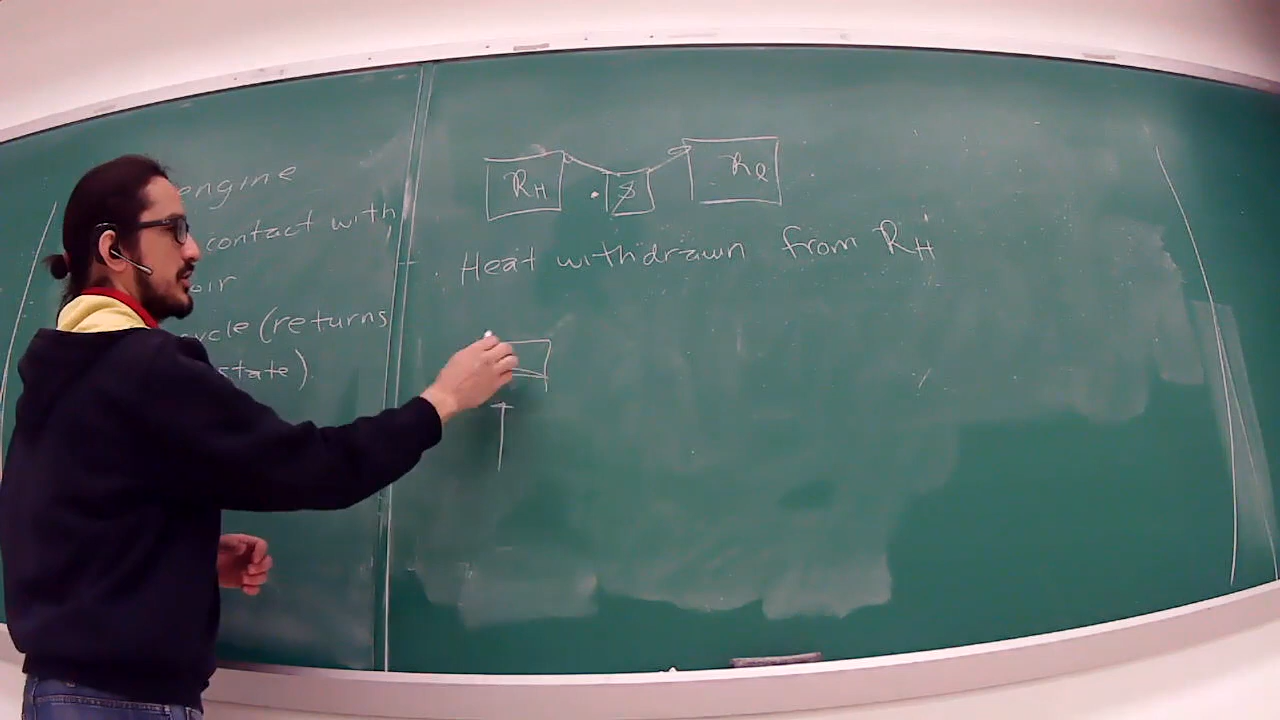 engine
contact with
oir
cycle (returns
state)
R_H
R_L
Heat withdrawn from R_H